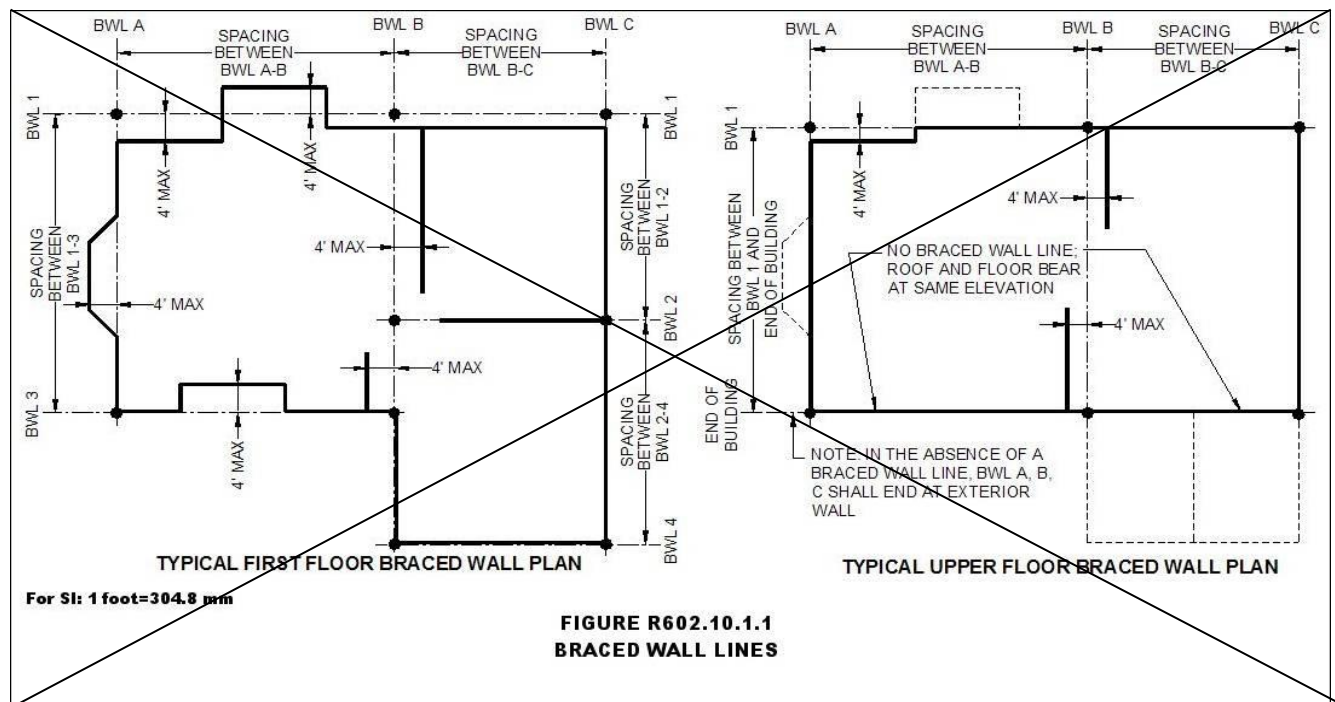 BWL A
SPACING
BETWEEN
BWL A-B
BWL B
SPACING
BETWEEN
BWL B-C
BWL C
BWL 1
BWL 1
4' MAX
4' MAX
SPACING
BETWEEN
BWL 1-3
4' MAX
4' MAX
SPACING
BETWEEN
BWL 1-2
BWL 2
4' MAX
BWL 3
4' MAX
SPACING
BETWEEN
BWL 2-4
BWL 4
TYPICAL FIRST FLOOR BRACED WALL PLAN
For SI: 1 foot=304.8 mm
BWL A
SPACING
BETWEEN
BWL A-B
BWL B
SPACING
BETWEEN
BWL B-C
BWL C
BWL 1
BWL 1
4' MAX
4' MAX
SPACING BETWEEN
BWL 1 AND
END OF BUILDING
NO BRACED WALL LINE;
ROOF AND FLOOR BEAR
AT SAME ELEVATION
4' MAX
END OF
BUILDING
NOTE: IN THE ABSENCE OF A
BRACED WALL LINE, BWL A, B,
C SHALL END AT EXTERIOR
WALL
TYPICAL UPPER FLOOR BRACED WALL PLAN
FIGURE R602.10.1.1
BRACED WALL LINES